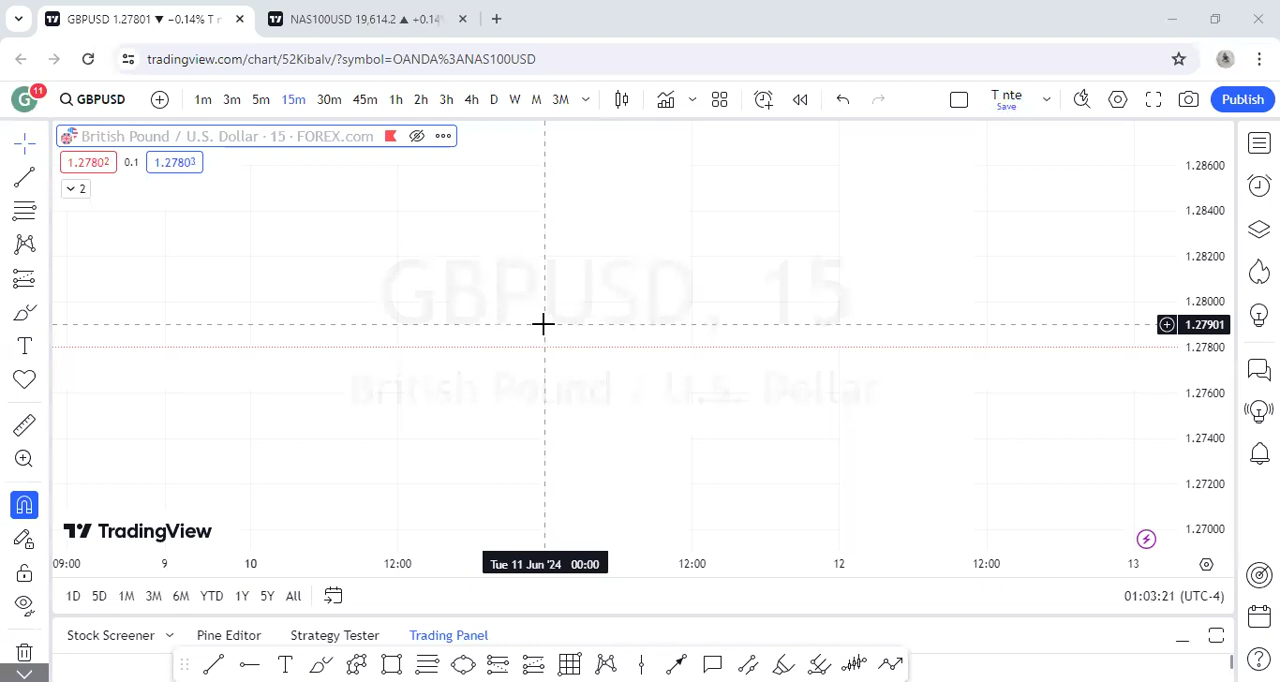 GBPUSD 1.27801 ▼ −0.14% T n
NAS100USD 19,614.2 ▲ +0.14
tradingview.com/chart/52Kibalv/?symbol=OANDA%3ANAS100USD
G 11 GBPUSD 1m 3m 5m 15m 30m 45m 1h 2h 3h 4h D W M 3M T nte Save Publish
British Pound / U.S. Dollar · 15 · FOREX.com
1.27802 0.1 1.27803
2
GBPUSD, 15
British Pound / U.S. Dollar
1.28600
1.28400
1.28200
1.28000
1.27901
1.27800
1.27600
1.27400
1.27200
1.27000
TradingView
09:00 9 10 12:00 Tue 11 Jun '24 00:00 12:00 12 12:00 13
1D 5D 1M 3M 6M YTD 1Y 5Y All 01:03:21 (UTC-4)
Stock Screener Pine Editor Strategy Tester Trading Panel